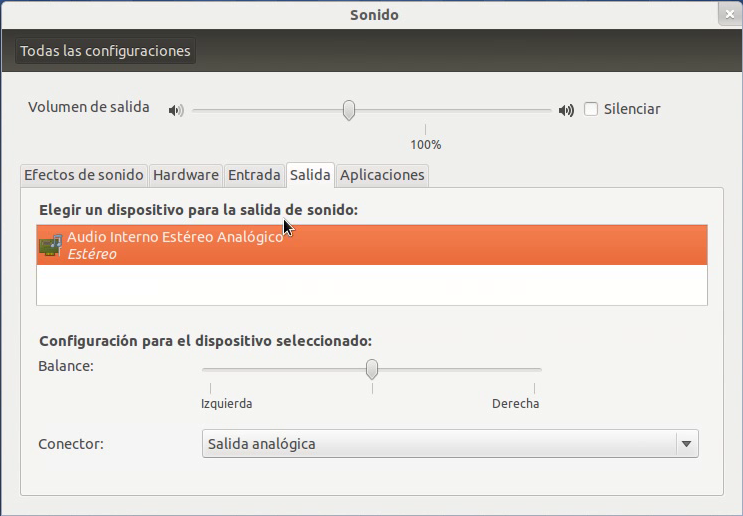 Sonido
Todas las configuraciones
Volumen de salida
Silenciar
100%
Efectos de sonido
Hardware
Entrada
Salida
Aplicaciones
Elegir un dispositivo para la salida de sonido:
Audio Interno Estéreo Analógico
Estéreo
Configuración para el dispositivo seleccionado:
Balance:
Izquierda
Derecha
Conector:
Salida analógica